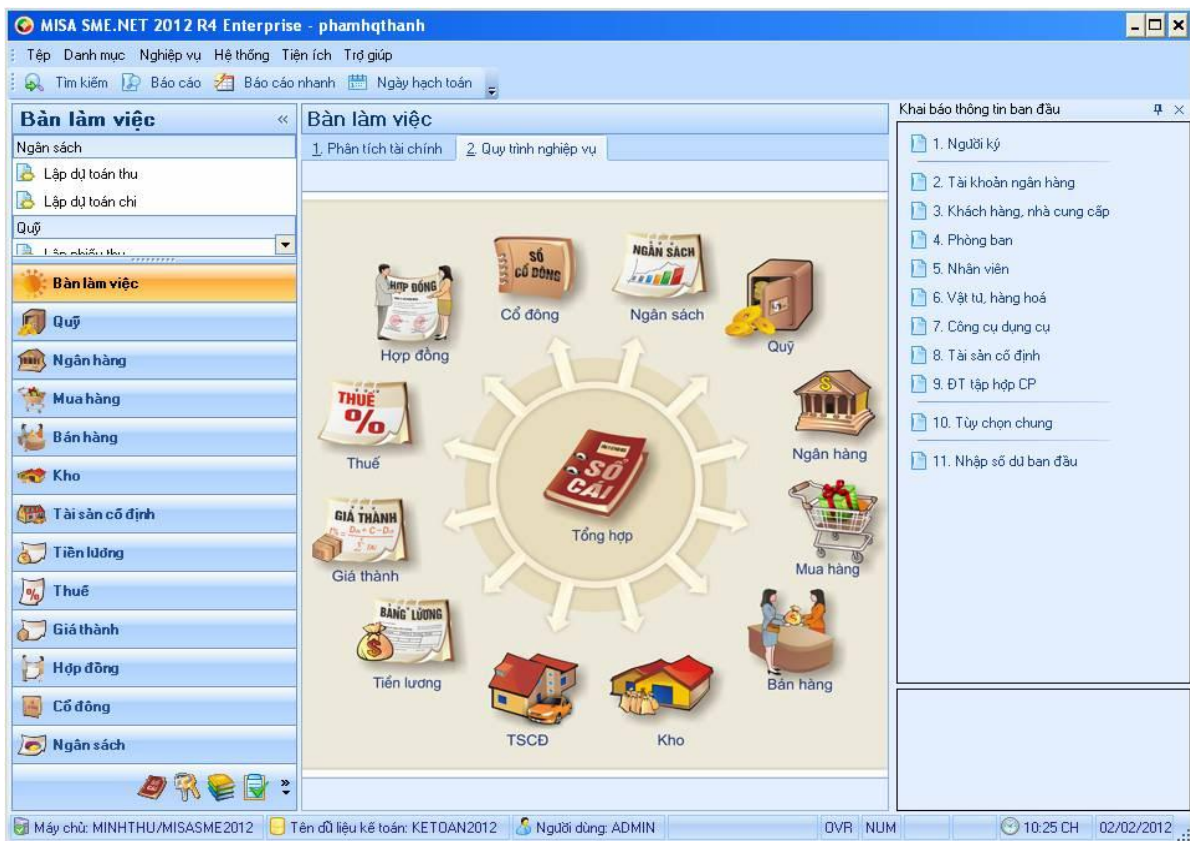 MISA SME.NET 2012 R4 Enterprise - phamhqthanh
Tệp Danh mục Nghiệp vụ Hệ thống Tiện ích Trợ giúp
Tìm kiếm Báo cáo Báo cáo nhanh Ngày hạch toán
Bàn làm việc
Ngân sách
Lập dự toán thu
Lập dự toán chi
Quỹ
Lập phiếu thu
Bàn làm việc
Quỹ
Ngân hàng
Mua hàng
Bán hàng
Kho
Tài sản cố định
Tiền lương
Thuế
Giá thành
Hợp đồng
Cổ đông
Ngân sách
Bàn làm việc
1. Phân tích tài chính
2. Quy trình nghiệp vụ
HỢP ĐỒNG
Hợp đồng
SỔ
CỔ ĐÔNG
Cổ đông
NGÂN SÁCH
Ngân sách
Quỹ
THUẾ
%
Thuế
Ngân hàng
SỔ
CÁI
Tổng hợp
GIÁ THÀNH
Giá thành
Mua hàng
BẢNG LƯƠNG
Tiền lương
Bán hàng
TSCĐ
Kho
Khai báo thông tin ban đầu
1. Người ký
2. Tài khoản ngân hàng
3. Khách hàng, nhà cung cấp
4. Phòng ban
5. Nhân viên
6. Vật tư, hàng hoá
7. Công cụ dụng cụ
8. Tài sản cố định
9. ĐT tập hợp CP
10. Tùy chọn chung
11. Nhập số dư ban đầu
Máy chủ: MINHTHU/MISASME2012 Tên dữ liệu kế toán: KETOAN2012 Người dùng: ADMIN OVR NUM 10:25 CH 02/02/2012